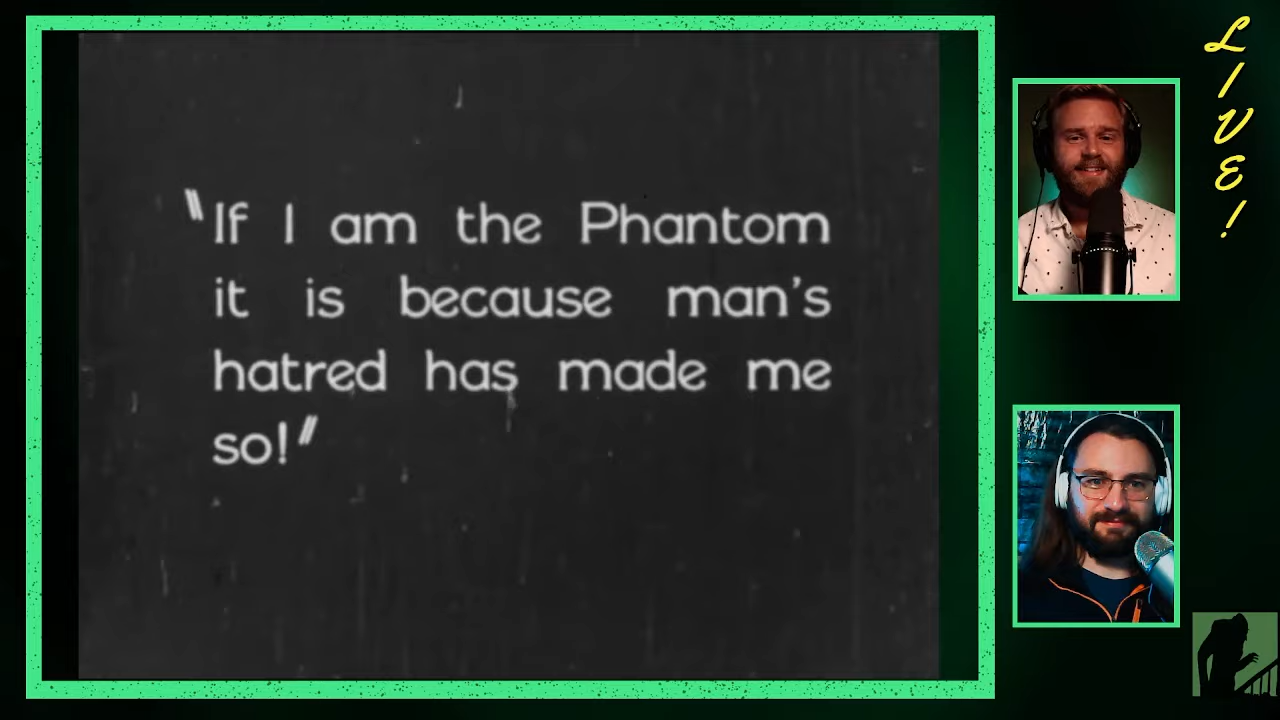 "If I am the Phantom
it is because man's
hatred has made me
so!"
LIVE!